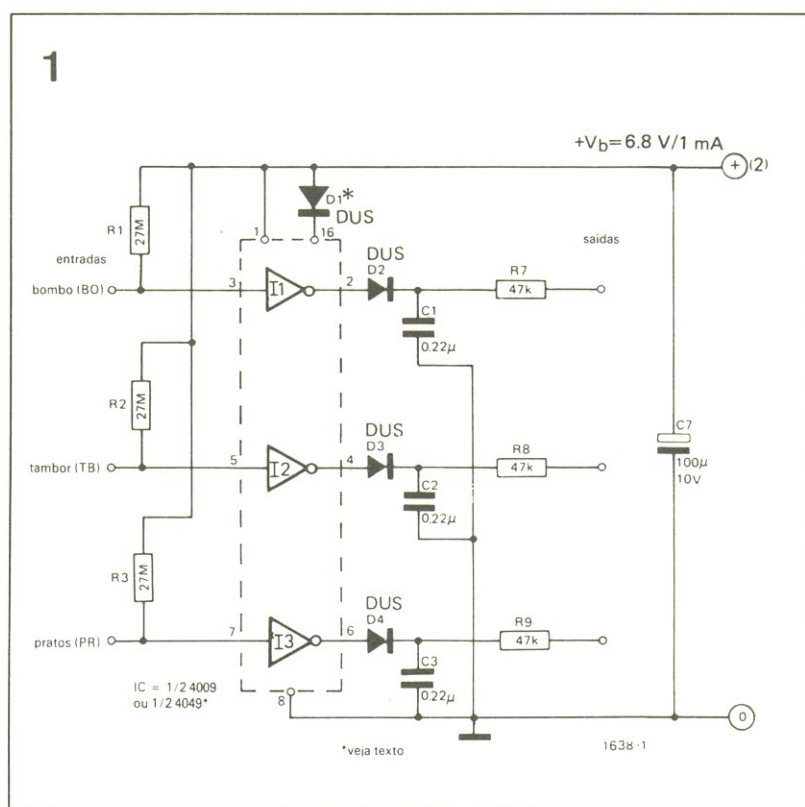 1
+Vb=6.8 V/1 mA
+ (2)
D1*
DUS
R1
27M
1
16
entradas
saidas
DUS
D2
R7
47k
bombo (BO)
3
I1
2
C1
0.22µ
R2
27M
DUS
D3
R8
47k
C7
100µ
10V
tambor (TB)
5
I2
4
C2
0.22µ
R3
27M
DUS
D4
R9
47k
pratos (PR)
7
I3
6
C3
0.22µ
IC = 1/2 4009
ou 1/2 4049*
8
0
*veja texto
1638-1